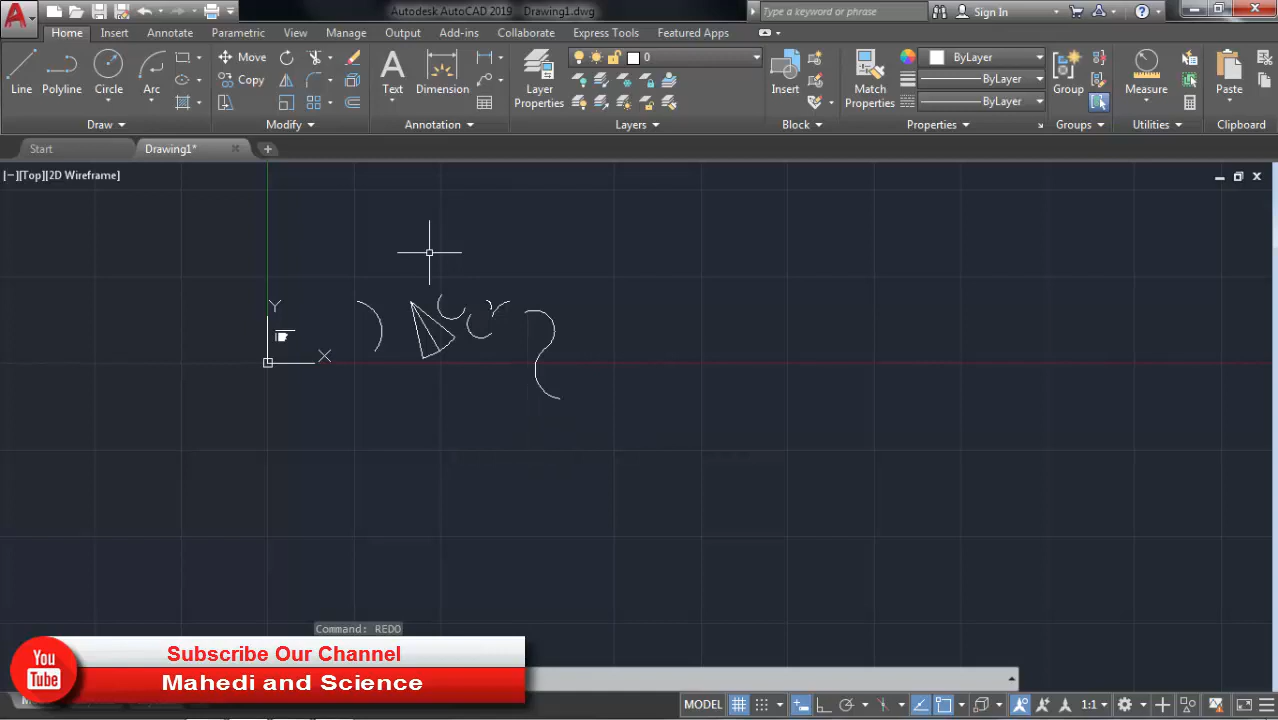 Autodesk AutoCAD 2019 Drawing1.dwg
Type a keyword or phrase
Sign In
Home Insert Annotate Parametric View Manage Output Add-ins Collaborate Express Tools Featured Apps
Line Polyline Circle Arc
Move
Copy
Text Dimension
Layer Properties
0
Insert
Match Properties
ByLayer
ByLayer
ByLayer
Group
Measure
Paste
Draw Modify Annotation Layers Block Properties Groups Utilities Clipboard
Start Drawing1*
[−][Top][2D Wireframe]
Y
X
Command: REDO
You Tube
Subscribe Our Channel
Mahedi and Science
MODEL 1:1